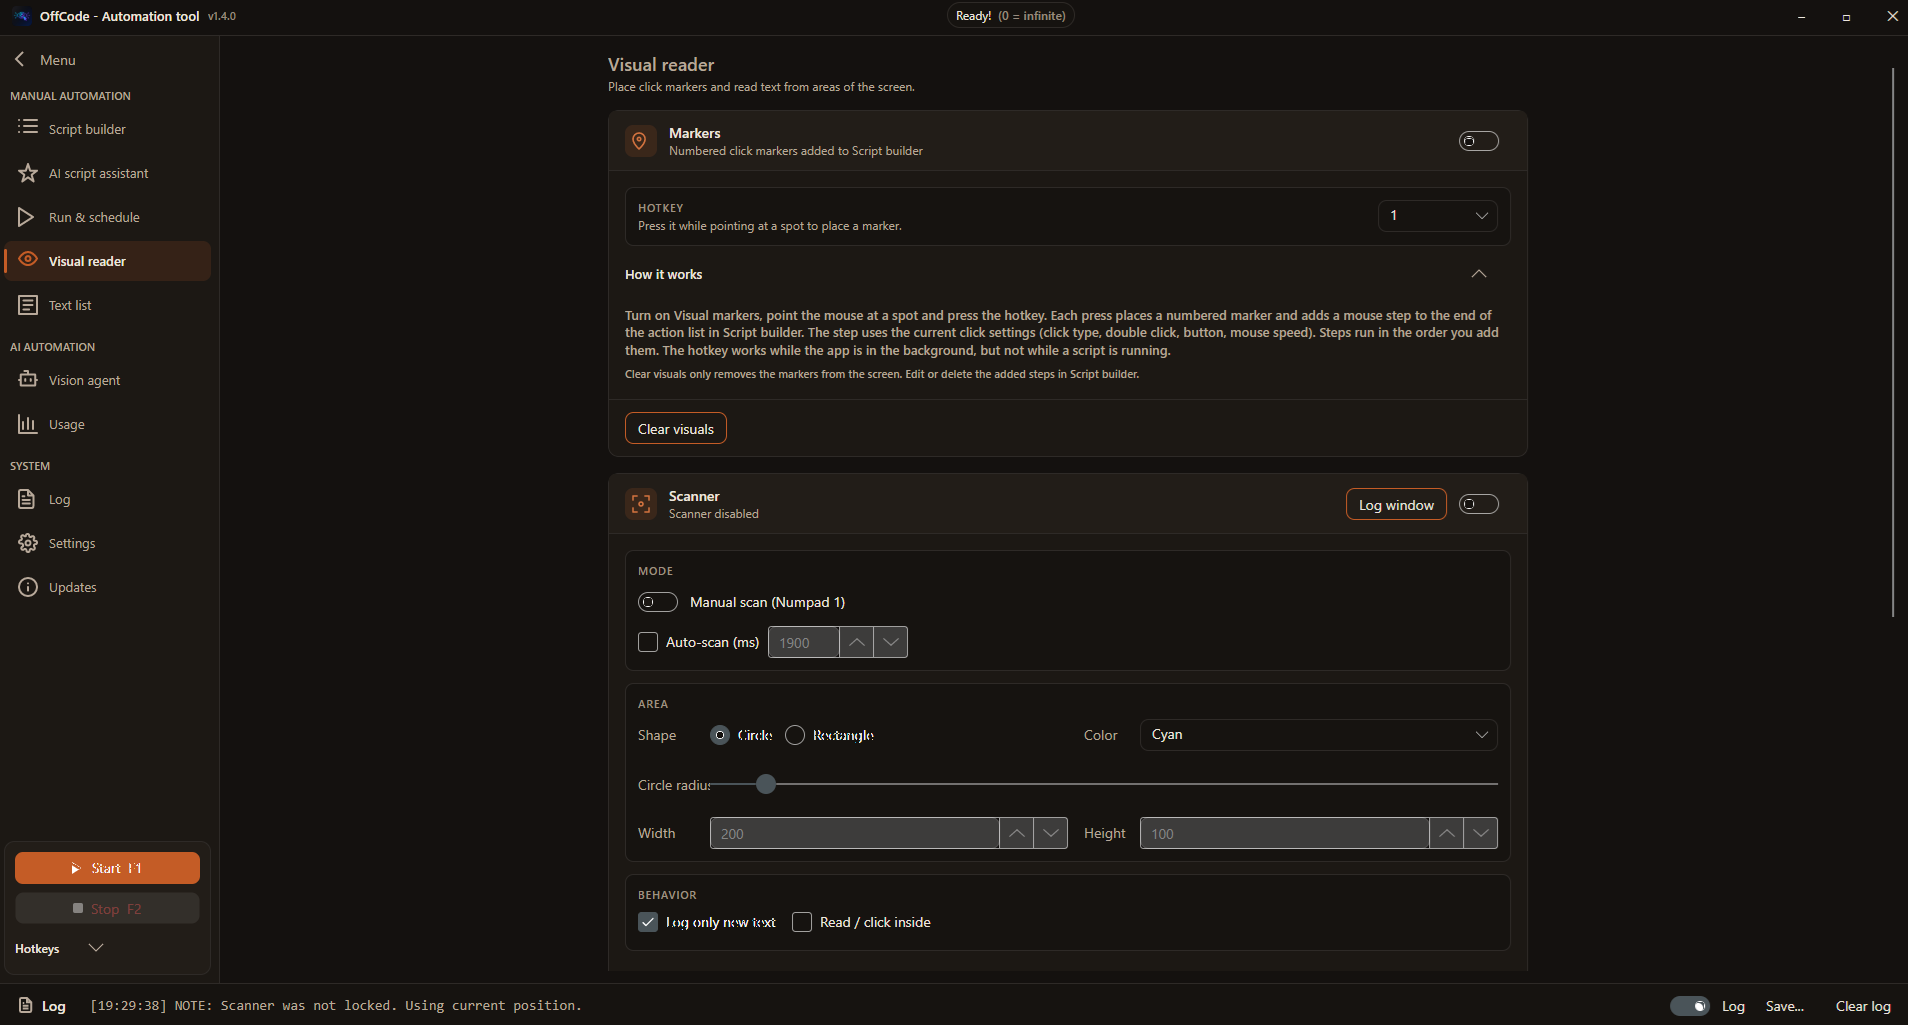 OffCode - Automation tool v1.4.0
Ready! (0 = infinite)
Menu
MANUAL AUTOMATION
Script builder
AI script assistant
Run & schedule
Visual reader
Text list
AI AUTOMATION
Vision agent
Usage
SYSTEM
Log
Settings
Updates
Start F1
Stop F2
Hotkeys
Visual reader
Place click markers and read text from areas of the screen.
Markers
Numbered click markers added to Script builder
HOTKEY
Press it while pointing at a spot to place a marker.
1
How it works
Turn on Visual markers, point the mouse at a spot and press the hotkey. Each press places a numbered marker and adds a mouse step to the end of
the action list in Script builder. The step uses the current click settings (click type, double click, button, mouse speed). Steps run in the order you add
them. The hotkey works while the app is in the background, but not while a script is running.
Clear visuals only removes the markers from the screen. Edit or delete the added steps in Script builder.
Clear visuals
Scanner
Scanner disabled
Log window
MODE
Manual scan (Numpad 1)
Auto-scan (ms) 1900
AREA
Shape Circle Rectangle Color Cyan
Circle radius
Width 200 Height 100
BEHAVIOR
Log only new text Read / click inside
Log [19:29:38] NOTE: Scanner was not locked. Using current position. Log Save... Clear log